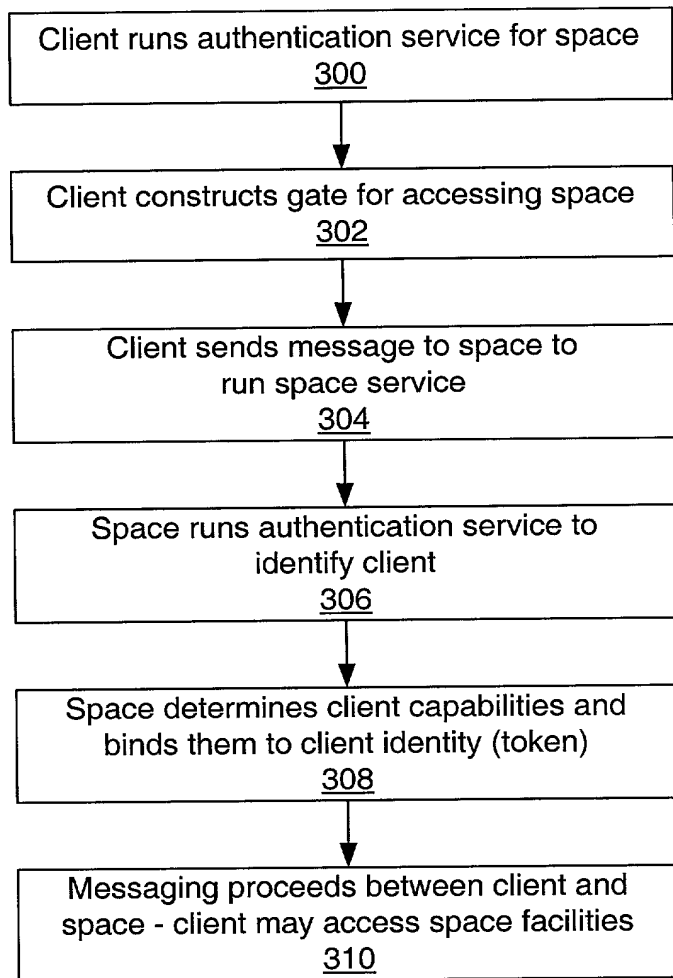 Client runs authentication service for space
300
Client constructs gate for accessing space
302
Client sends message to space to
run space service
304
Space runs authentication service to
identify client
306
Space determines client capabilities and
binds them to client identity (token)
308
Messaging proceeds between client and
space - client may access space facilities
310